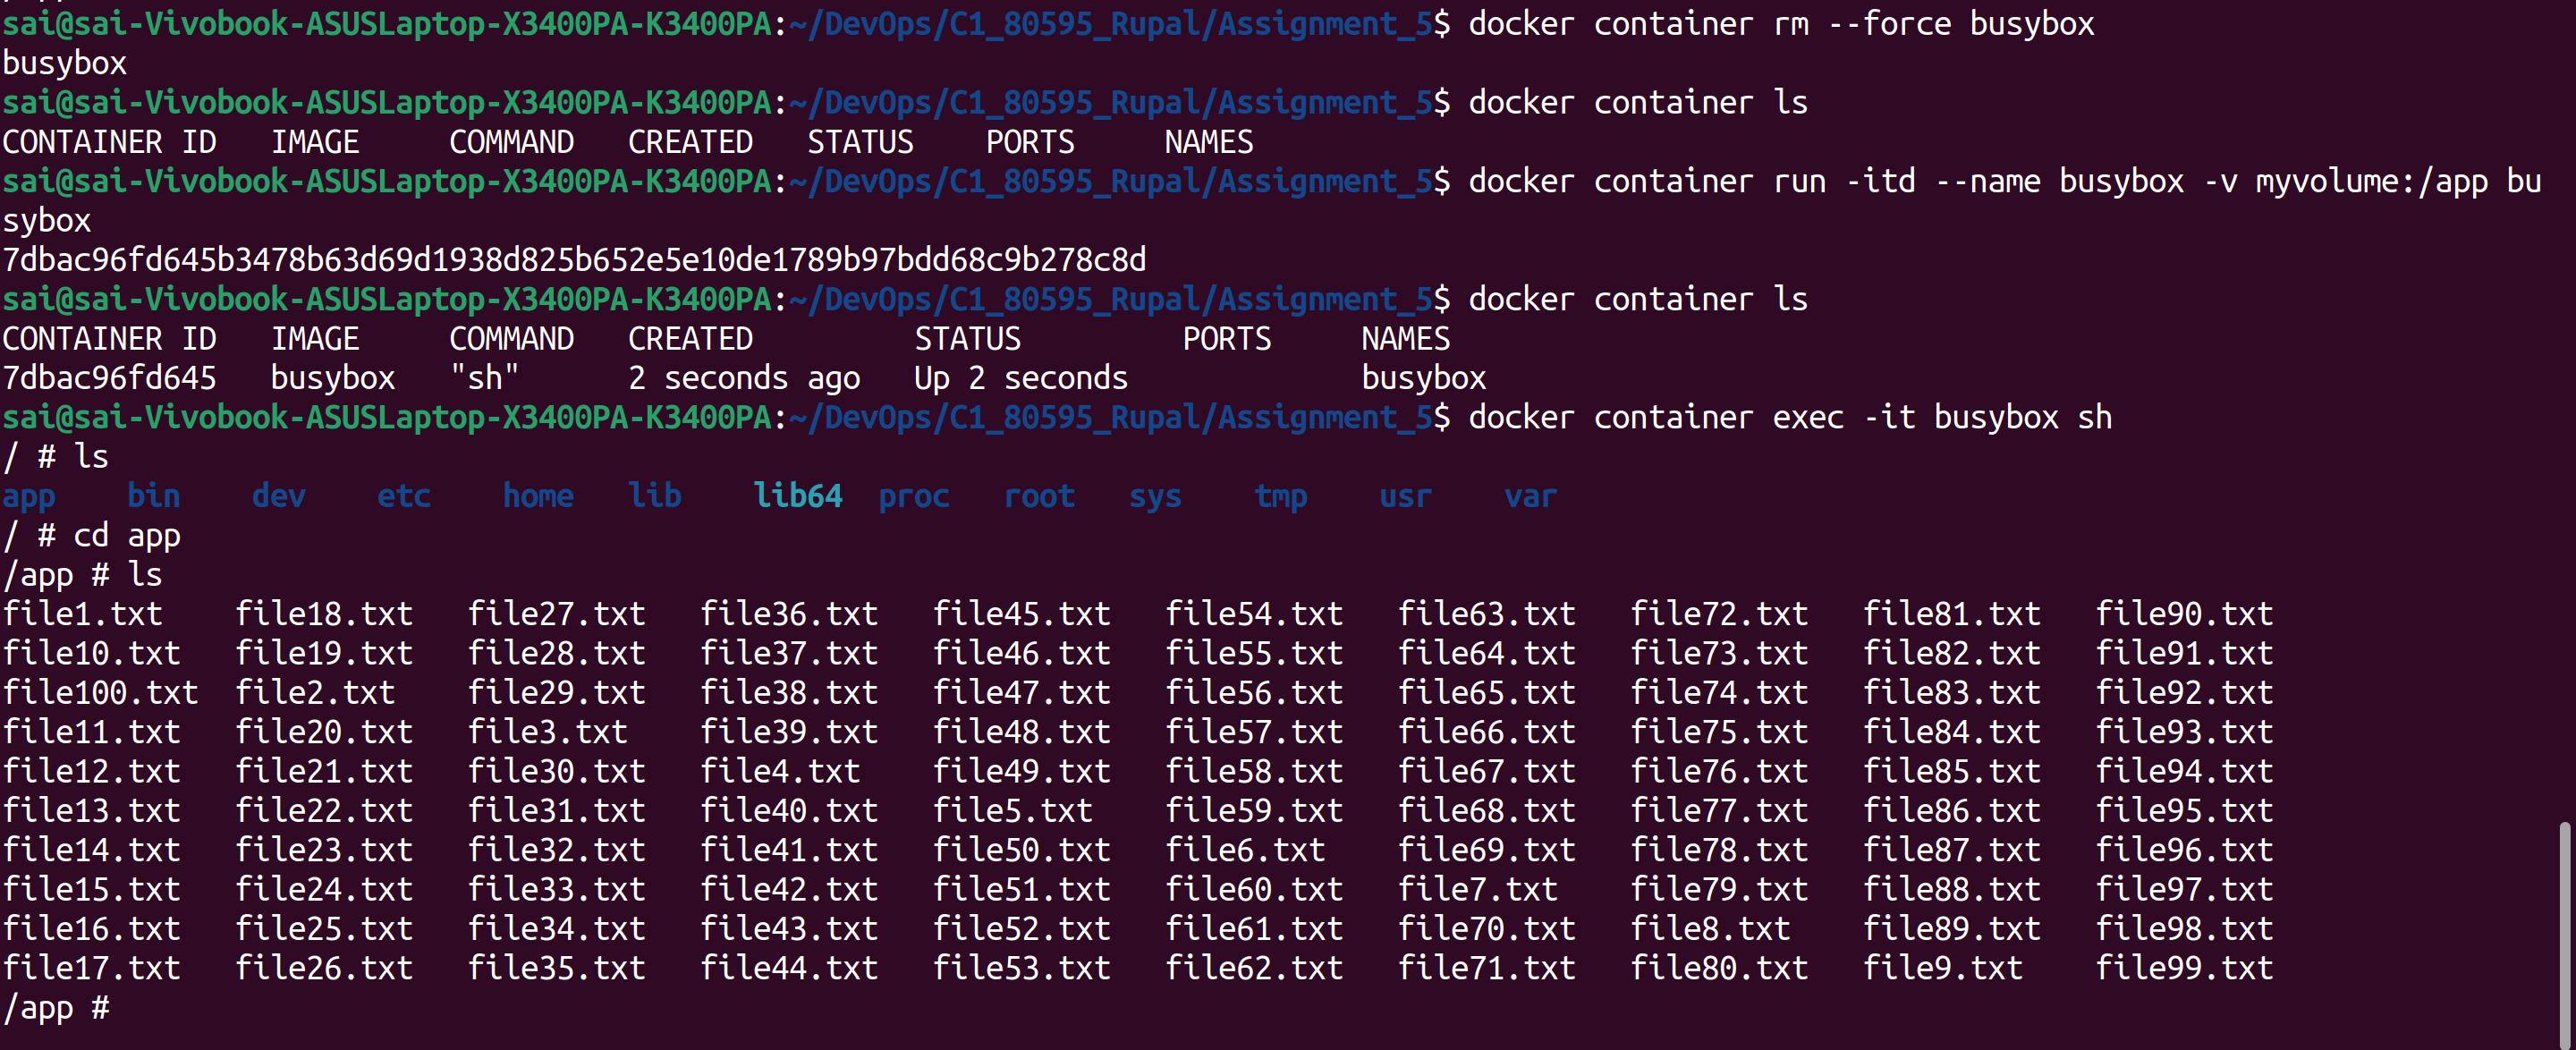 sai@sai-Vivobook-ASUSLaptop-X3400PA-K3400PA:~/DevOps/C1_80595_Rupal/Assignment_5$ docker container rm --force busybox
busybox
sai@sai-Vivobook-ASUSLaptop-X3400PA-K3400PA:~/DevOps/C1_80595_Rupal/Assignment_5$ docker container ls
CONTAINER ID   IMAGE     COMMAND   CREATED   STATUS    PORTS     NAMES
sai@sai-Vivobook-ASUSLaptop-X3400PA-K3400PA:~/DevOps/C1_80595_Rupal/Assignment_5$ docker container run -itd --name busybox -v myvolume:/app bu
sybox
7dbac96fd645b3478b63d69d1938d825b652e5e10de1789b97bdd68c9b278c8d
sai@sai-Vivobook-ASUSLaptop-X3400PA-K3400PA:~/DevOps/C1_80595_Rupal/Assignment_5$ docker container ls
CONTAINER ID   IMAGE     COMMAND   CREATED         STATUS         PORTS     NAMES
7dbac96fd645   busybox   "sh"      2 seconds ago   Up 2 seconds             busybox
sai@sai-Vivobook-ASUSLaptop-X3400PA-K3400PA:~/DevOps/C1_80595_Rupal/Assignment_5$ docker container exec -it busybox sh
/ # ls
app    bin    dev    etc    home   lib    lib64  proc   root   sys    tmp    usr    var
/ # cd app
/app # ls
file1.txt    file18.txt   file27.txt   file36.txt   file45.txt   file54.txt   file63.txt   file72.txt   file81.txt   file90.txt
file10.txt   file19.txt   file28.txt   file37.txt   file46.txt   file55.txt   file64.txt   file73.txt   file82.txt   file91.txt
file100.txt  file2.txt    file29.txt   file38.txt   file47.txt   file56.txt   file65.txt   file74.txt   file83.txt   file92.txt
file11.txt   file20.txt   file3.txt    file39.txt   file48.txt   file57.txt   file66.txt   file75.txt   file84.txt   file93.txt
file12.txt   file21.txt   file30.txt   file4.txt    file49.txt   file58.txt   file67.txt   file76.txt   file85.txt   file94.txt
file13.txt   file22.txt   file31.txt   file40.txt   file5.txt    file59.txt   file68.txt   file77.txt   file86.txt   file95.txt
file14.txt   file23.txt   file32.txt   file41.txt   file50.txt   file6.txt    file69.txt   file78.txt   file87.txt   file96.txt
file15.txt   file24.txt   file33.txt   file42.txt   file51.txt   file60.txt   file7.txt    file79.txt   file88.txt   file97.txt
file16.txt   file25.txt   file34.txt   file43.txt   file52.txt   file61.txt   file70.txt   file8.txt    file89.txt   file98.txt
file17.txt   file26.txt   file35.txt   file44.txt   file53.txt   file62.txt   file71.txt   file80.txt   file9.txt    file99.txt
/app #